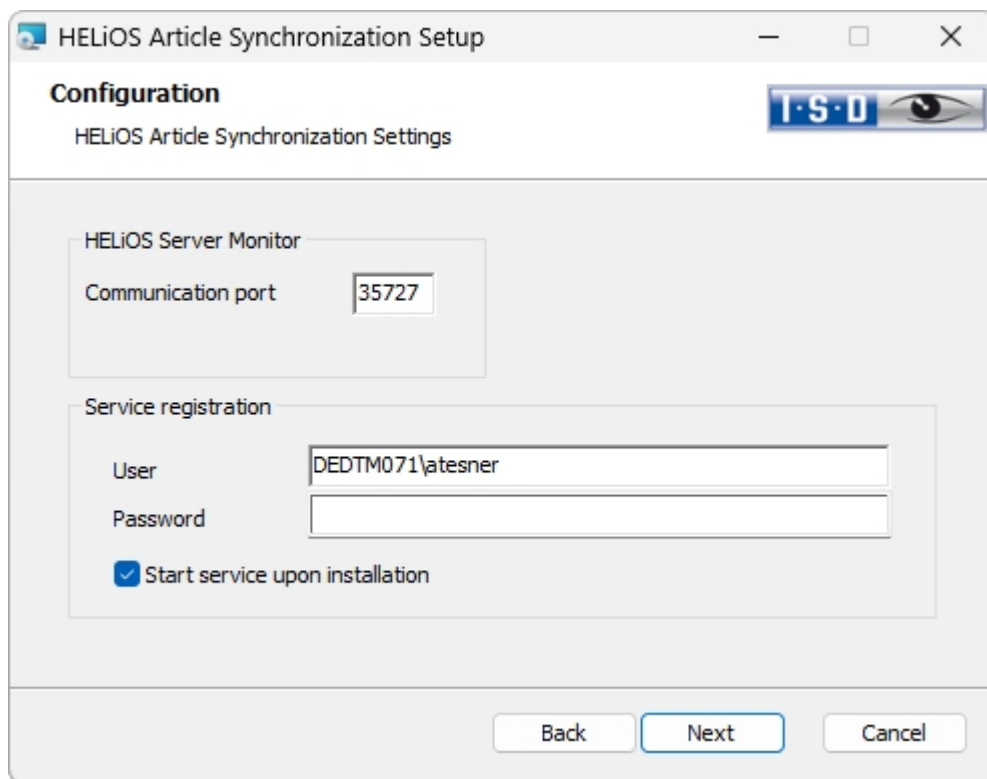 HELiOS Article Synchronization Setup
Configuration
HELiOS Article Synchronization Settings
I·S·D
HELiOS Server Monitor
Communication port 35727
Service registration
User DEDTM071\atesner
Password
Start service upon installation
Back Next Cancel